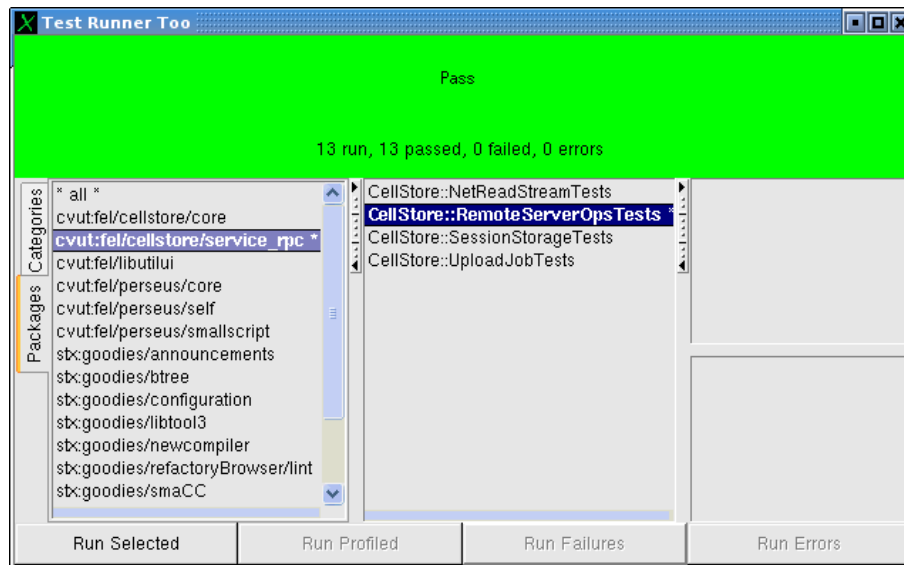 Test Runner Too
Pass
13 run, 13 passed, 0 failed, 0 errors
Categories
Packages
* all *
cvut:fel/cellstore/core
cvut:fel/cellstore/service_rpc *
cvut:fel/libutilui
cvut:fel/perseus/core
cvut:fel/perseus/self
cvut:fel/perseus/smallscript
stx:goodies/announcements
stx:goodies/btree
stx:goodies/configuration
stx:goodies/libtool3
stx:goodies/newcompiler
stx:goodies/refactoryBrowser/lint
stx:goodies/smaCC
CellStore::NetReadStreamTests
CellStore::RemoteServerOpsTests *
CellStore::SessionStorageTests
CellStore::UploadJobTests
Run Selected
Run Profiled
Run Failures
Run Errors